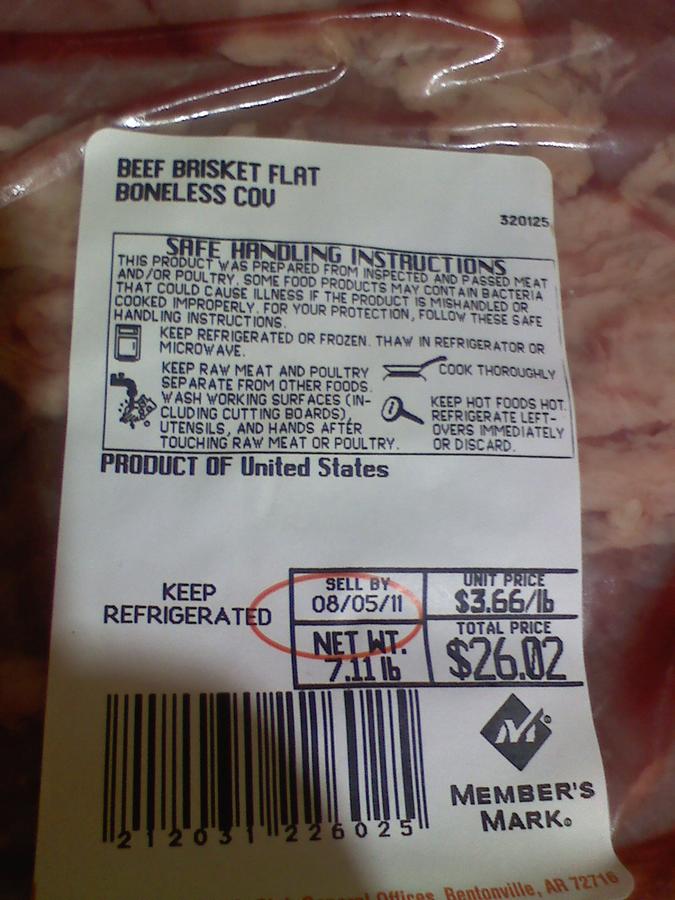 BEEF BRISKET FLAT
BONELESS COV
320125
SAFE HANDLING INSTRUCTIONS
THIS PRODUCT WAS PREPARED FROM INSPECTED AND PASSED MEAT
AND/OR POULTRY. SOME FOOD PRODUCTS MAY CONTAIN BACTERIA
THAT COULD CAUSE ILLNESS IF THE PRODUCT IS MISHANDLED OR
COOKED IMPROPERLY. FOR YOUR PROTECTION, FOLLOW THESE SAFE
HANDLING INSTRUCTIONS.
KEEP REFRIGERATED OR FROZEN. THAW IN REFRIGERATOR OR
MICROWAVE.
KEEP RAW MEAT AND POULTRY
SEPARATE FROM OTHER FOODS.
WASH WORKING SURFACES (IN-
CLUDING CUTTING BOARDS),
UTENSILS, AND HANDS AFTER
TOUCHING RAW MEAT OR POULTRY.
COOK THOROUGHLY
KEEP HOT FOODS HOT.
REFRIGERATE LEFT-
OVERS IMMEDIATELY
OR DISCARD.
PRODUCT OF United States
KEEP
REFRIGERATED
SELL BY
08/05/11
UNIT PRICE
$3.66/lb
NET WT.
7.11 lb
TOTAL PRICE
$26.02
2 12031 226025
MEMBER'S
MARK®
General Offices, Bentonville, AR 72716